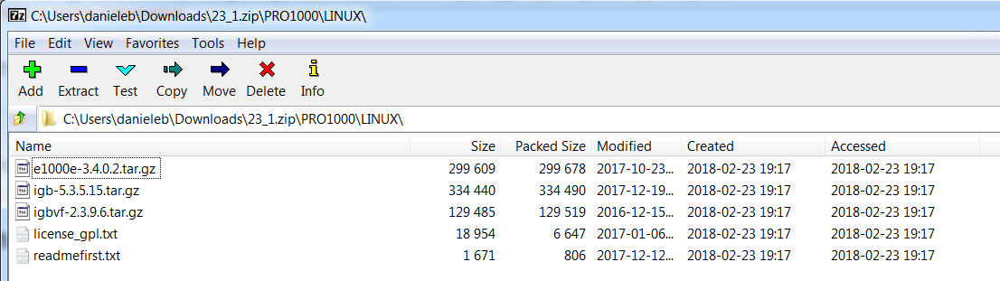 7z C:\Users\danieleb\Downloads\23_1.zip\PRO1000\LINUX\
File Edit View Favorites Tools Help
Add Extract Test Copy Move Delete Info
C:\Users\danieleb\Downloads\23_1.zip\PRO1000\LINUX\
Name Size Packed Size Modified Created Accessed
e1000e-3.4.0.2.tar.gz 299 609 299 678 2017-10-23... 2018-02-23 19:17 2018-02-23 19:17
igb-5.3.5.15.tar.gz 334 440 334 490 2017-12-19... 2018-02-23 19:17 2018-02-23 19:17
igbvf-2.3.9.6.tar.gz 129 485 129 519 2016-12-15... 2018-02-23 19:17 2018-02-23 19:17
license_gpl.txt 18 954 6 647 2017-01-06... 2018-02-23 19:17 2018-02-23 19:17
readmefirst.txt 1 671 806 2017-12-12... 2018-02-23 19:17 2018-02-23 19:17